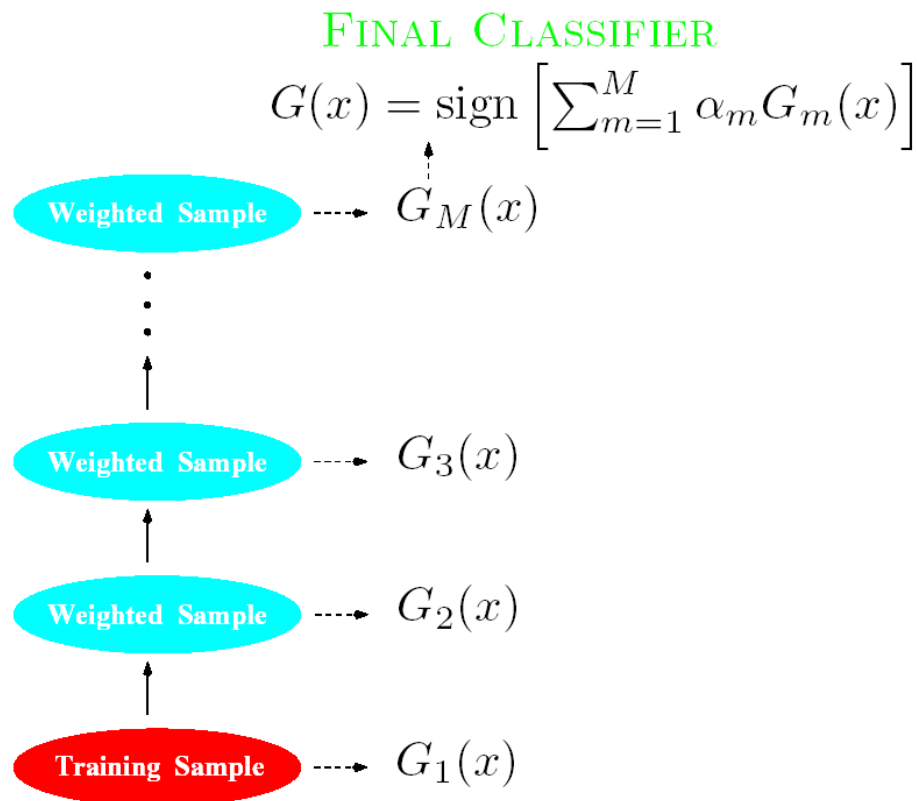 FINAL CLASSIFIER
G(x) = sign [∑_{m=1}^{M} α_m G_m(x)]
Weighted Sample G_M(x)
Weighted Sample G_3(x)
Weighted Sample G_2(x)
Training Sample G_1(x)